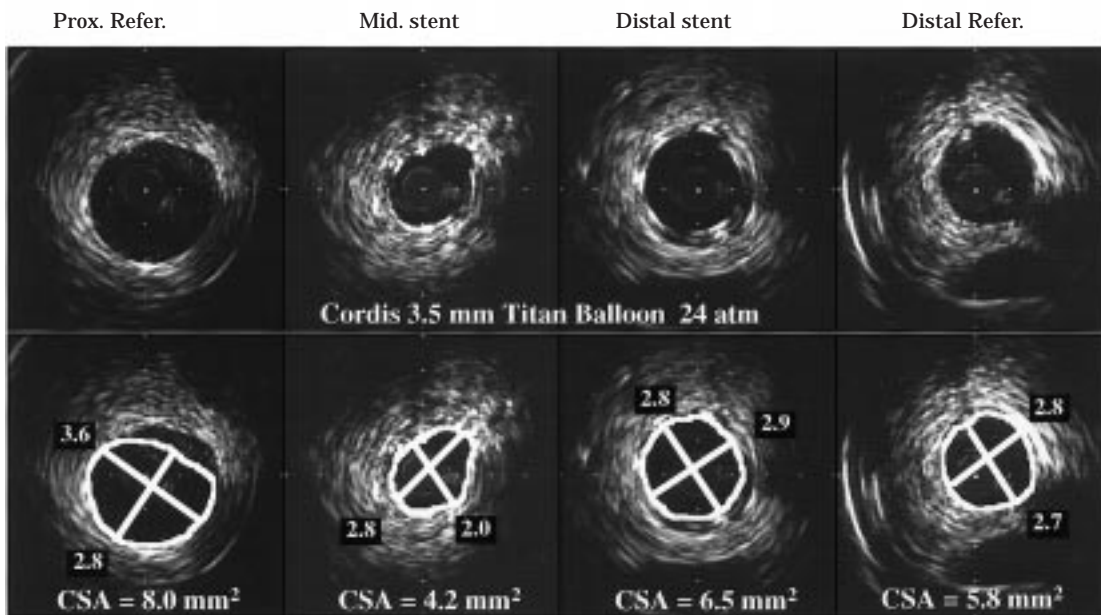 Prox. Refer. Mid. stent Distal stent Distal Refer.
Cordis 3.5 mm Titan Balloon 24 atm
3.6 2.8 2.8 2.9 2.8
2.8 2.0 2.7
CSA = 8.0 mm² CSA = 4.2 mm² CSA = 6.5 mm² CSA = 5.8 mm²